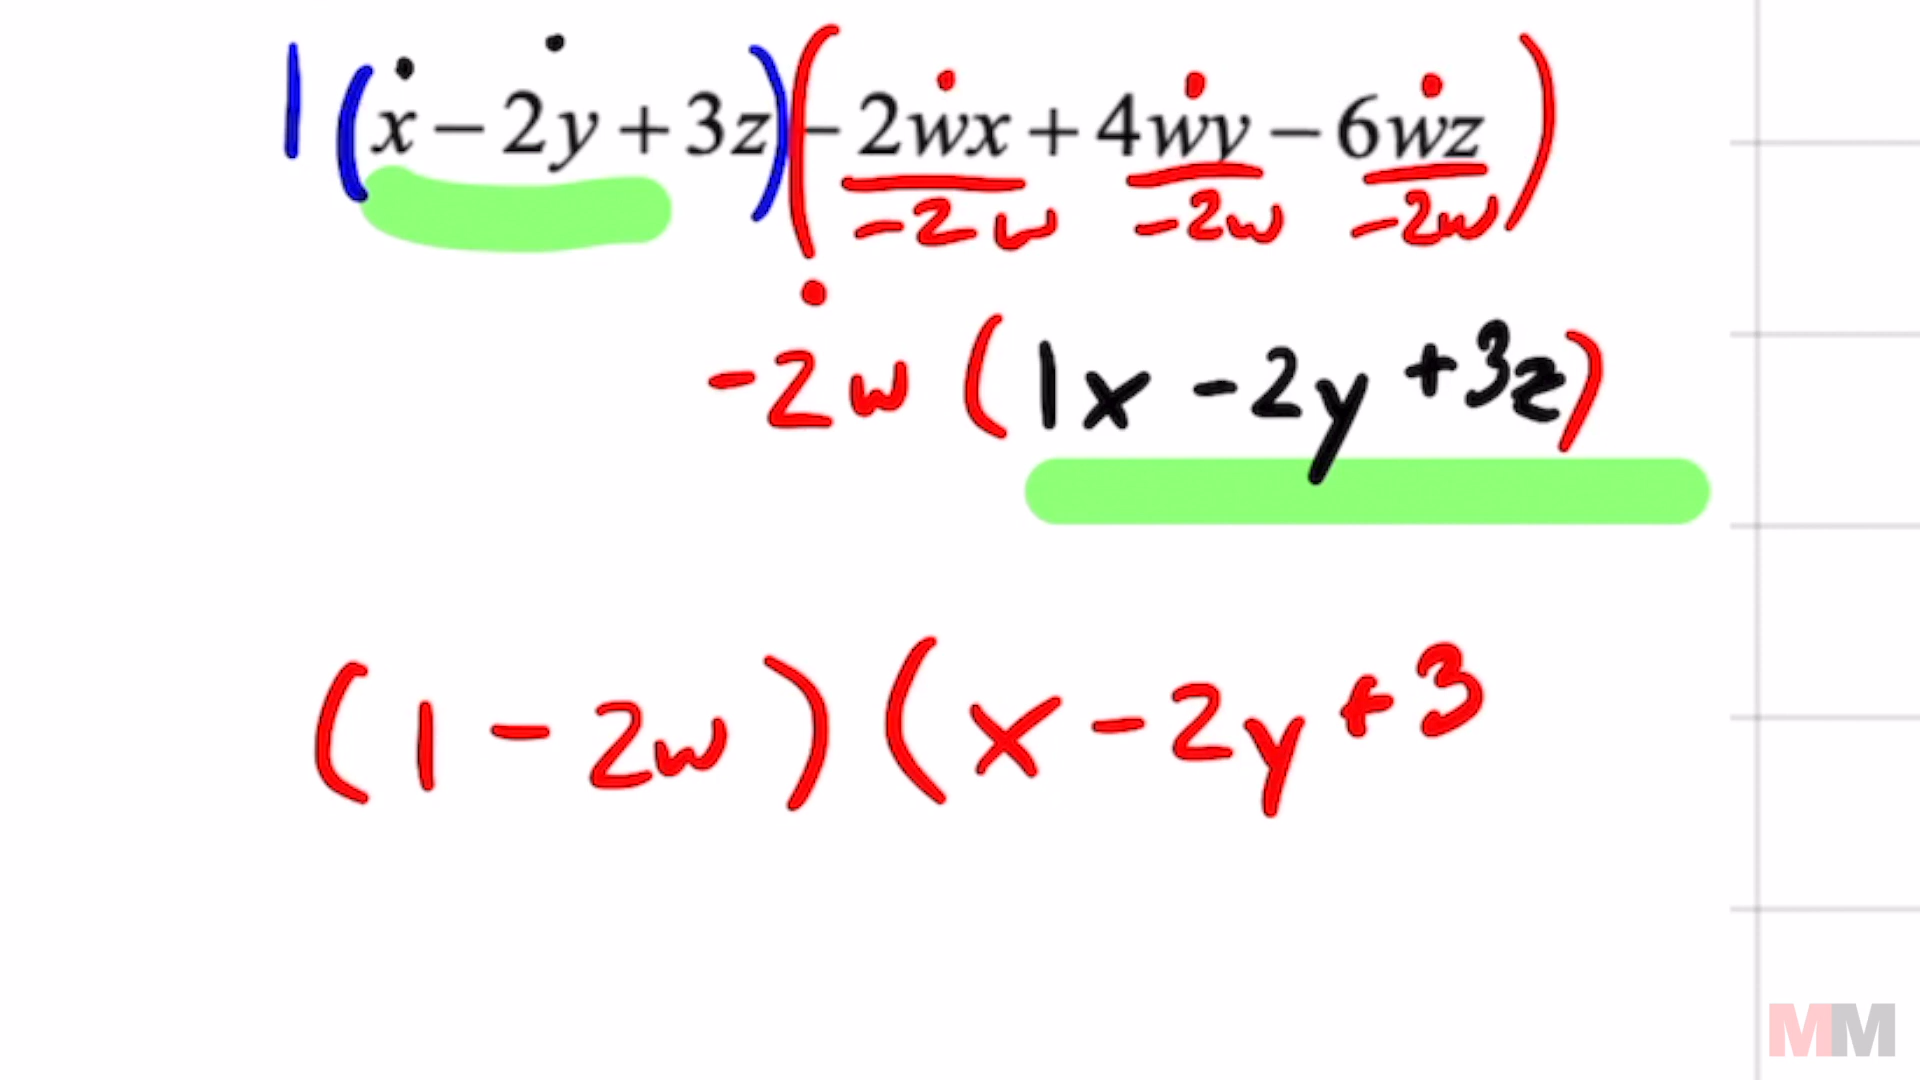 1 (x − 2y + 3z) (− 2wx + 4wy − 6wz)
-2w -2w -2w
-2w (1x -2y +3z)
(1 - 2w) (x - 2y + 3
MM